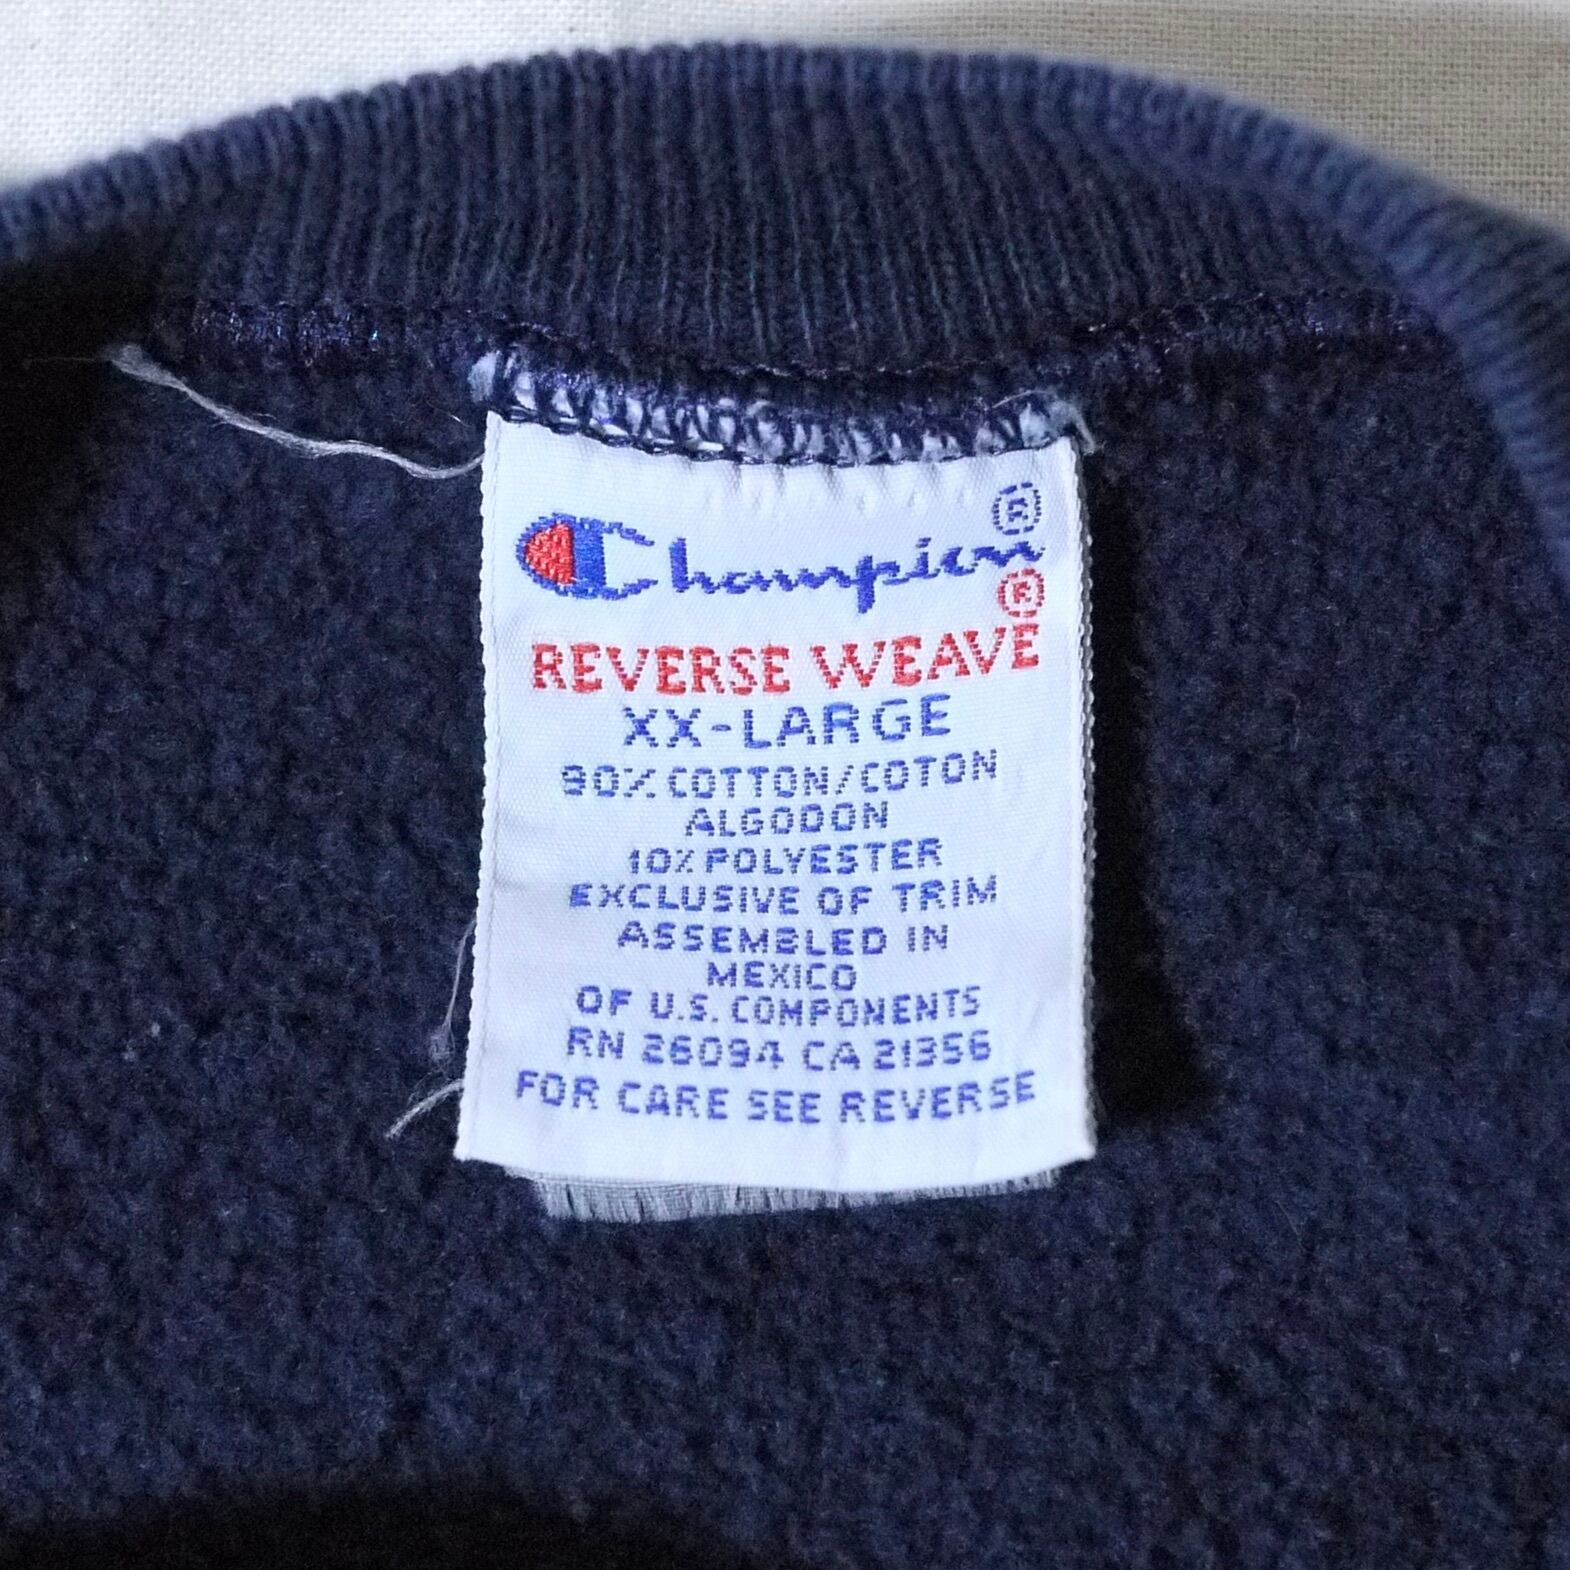 Champion®
REVERSE WEAVE®
XX-LARGE
90% COTTON/COTON
ALGODON
10% POLYESTER
EXCLUSIVE OF TRIM
ASSEMBLED IN
MEXICO
OF U.S. COMPONENTS
RN 26094 CA 21356
FOR CARE SEE REVERSE